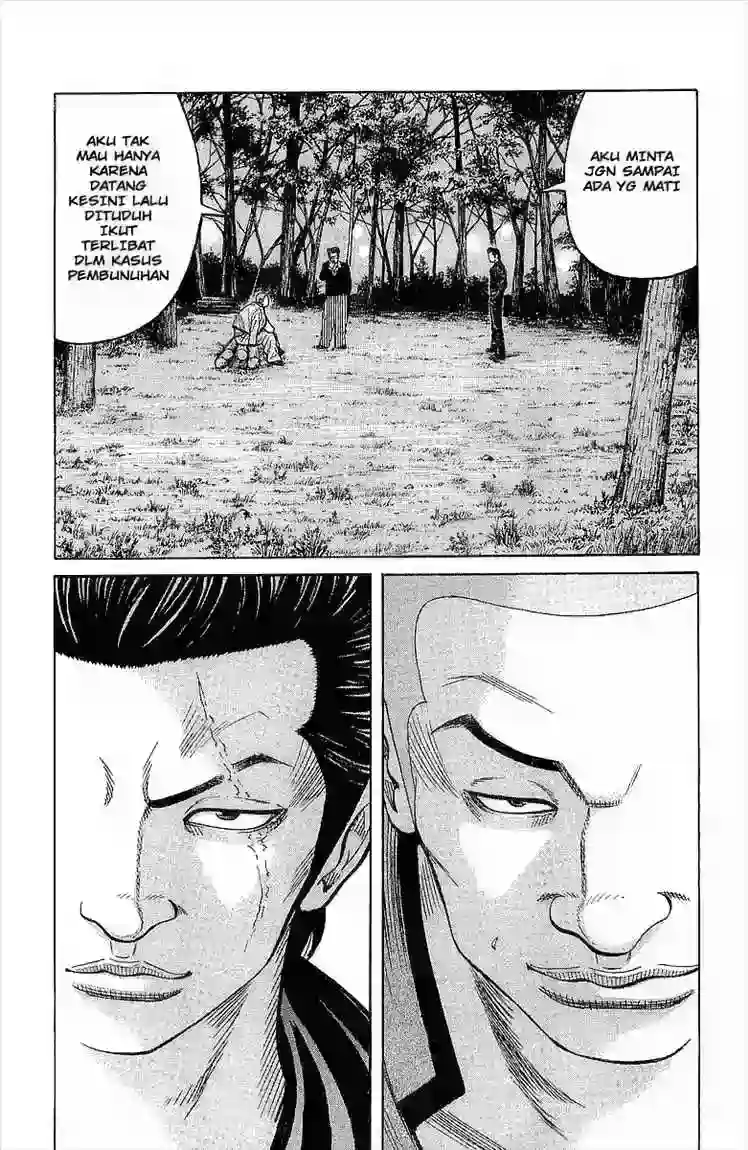 AKU MINTA
JGN SAMPAI
ADA YG MATI
AKU TAK
MAU HANYA
KARENA
DATANG
KESINI LALU
DITUDUH
IKUT
TERLIBAT
DLM KASUS
PEMBUNUHAN